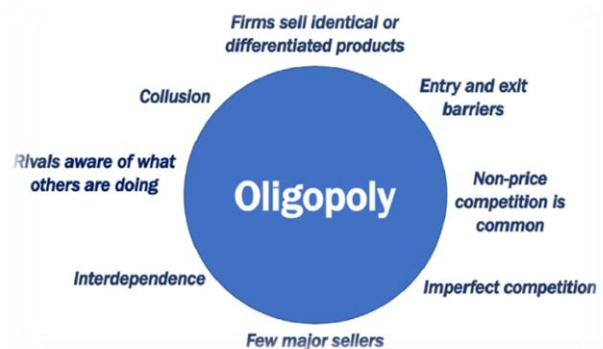 Firms sell identical or
differentiated products
Entry and exit
barriers
Non-price
competition is
common
Imperfect competition
Few major sellers
Interdependence
Rivals aware of what
others are doing
Collusion
Oligopoly